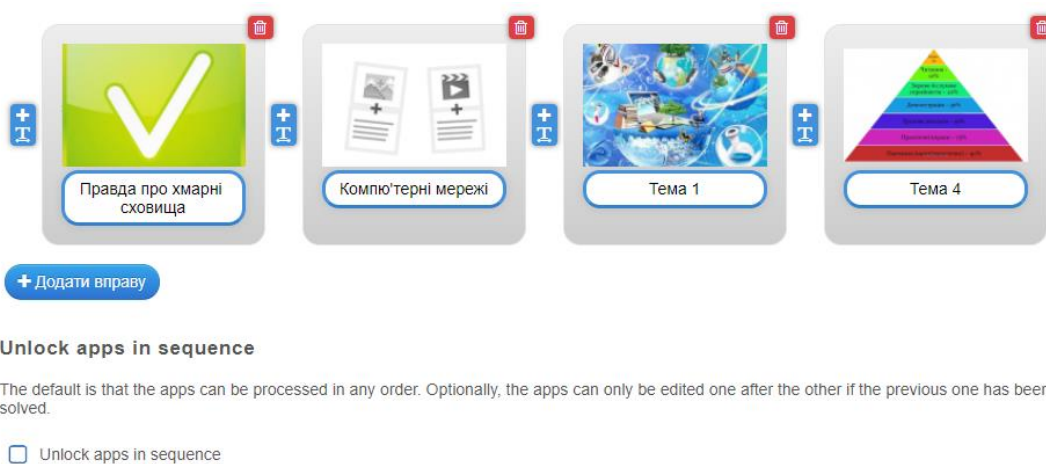 Правда про хмарні
сховища
Компю'терні мережі
Тема 1
Тема 4
+ Додати вправу
Unlock apps in sequence
The default is that the apps can be processed in any order. Optionally, the apps can only be edited one after the other if the previous one has been
solved.
Unlock apps in sequence